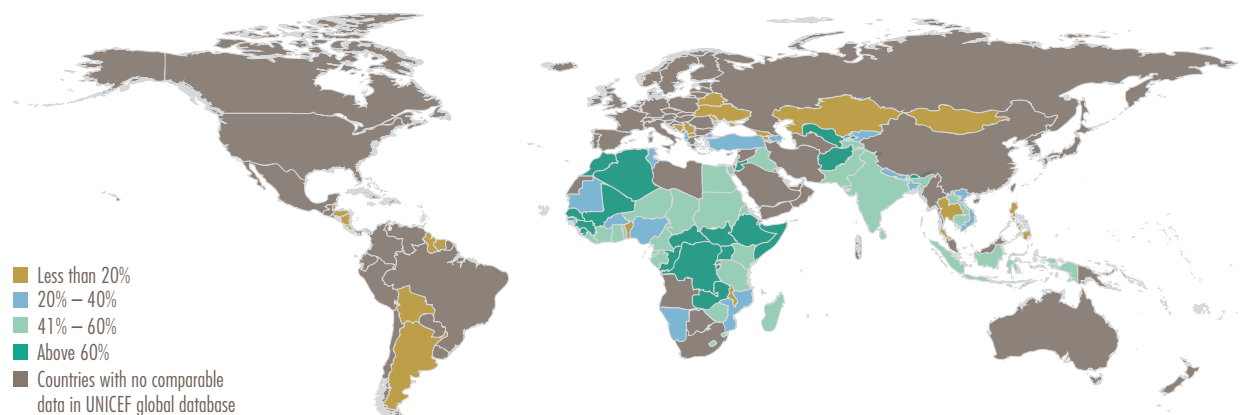 Less than 20%
20% – 40%
41% – 60%
Above 60%
Countries with no comparable
data in UNICEF global database